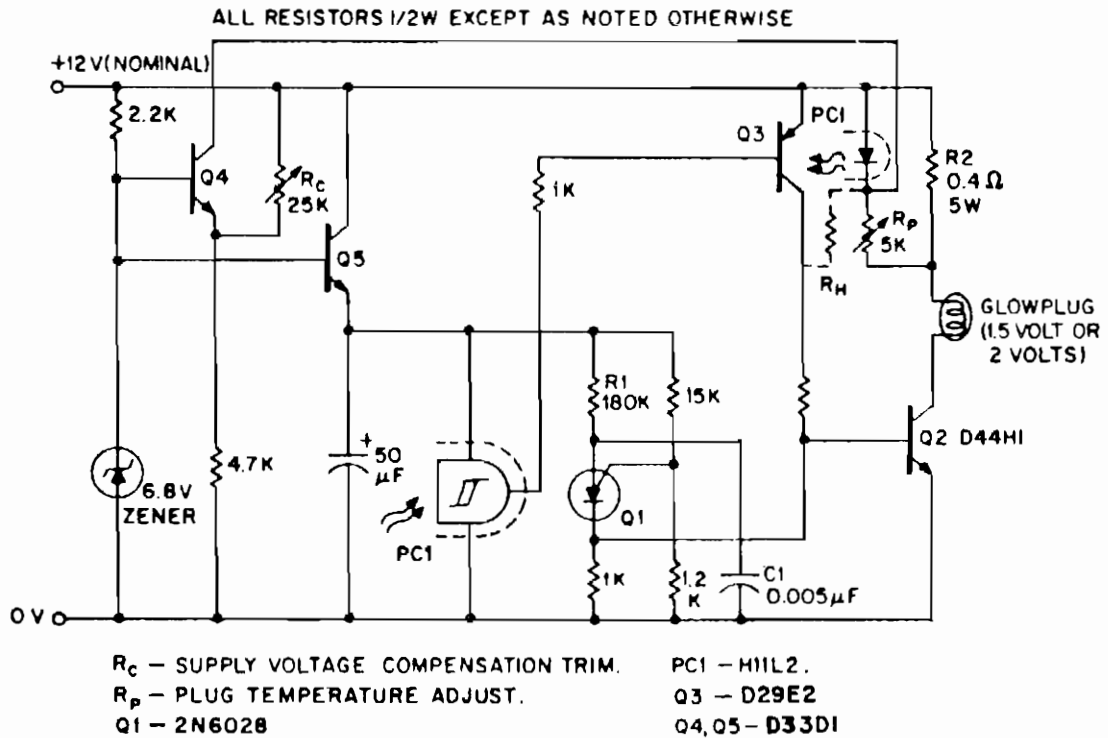 ALL RESISTORS 1/2W EXCEPT AS NOTED OTHERWISE
+12V(NOMINAL)
2.2K
Q4
RC
25K
Q5
1K
Q3
PC1
R2
0.4Ω
5W
RP
5K
RH
GLOWPLUG
(1.5 VOLT OR
2 VOLTS)
R1
180K
15K
Q2 D44H1
6.8V
ZENER
4.7K
+
50
μF
PC1
Q1
1K
1.2
K
C1
0.005μF
0V
RC – SUPPLY VOLTAGE COMPENSATION TRIM.
RP – PLUG TEMPERATURE ADJUST.
Q1 – 2N6028
PC1 – H11L2.
Q3 – D29E2
Q4,Q5 – D33D1